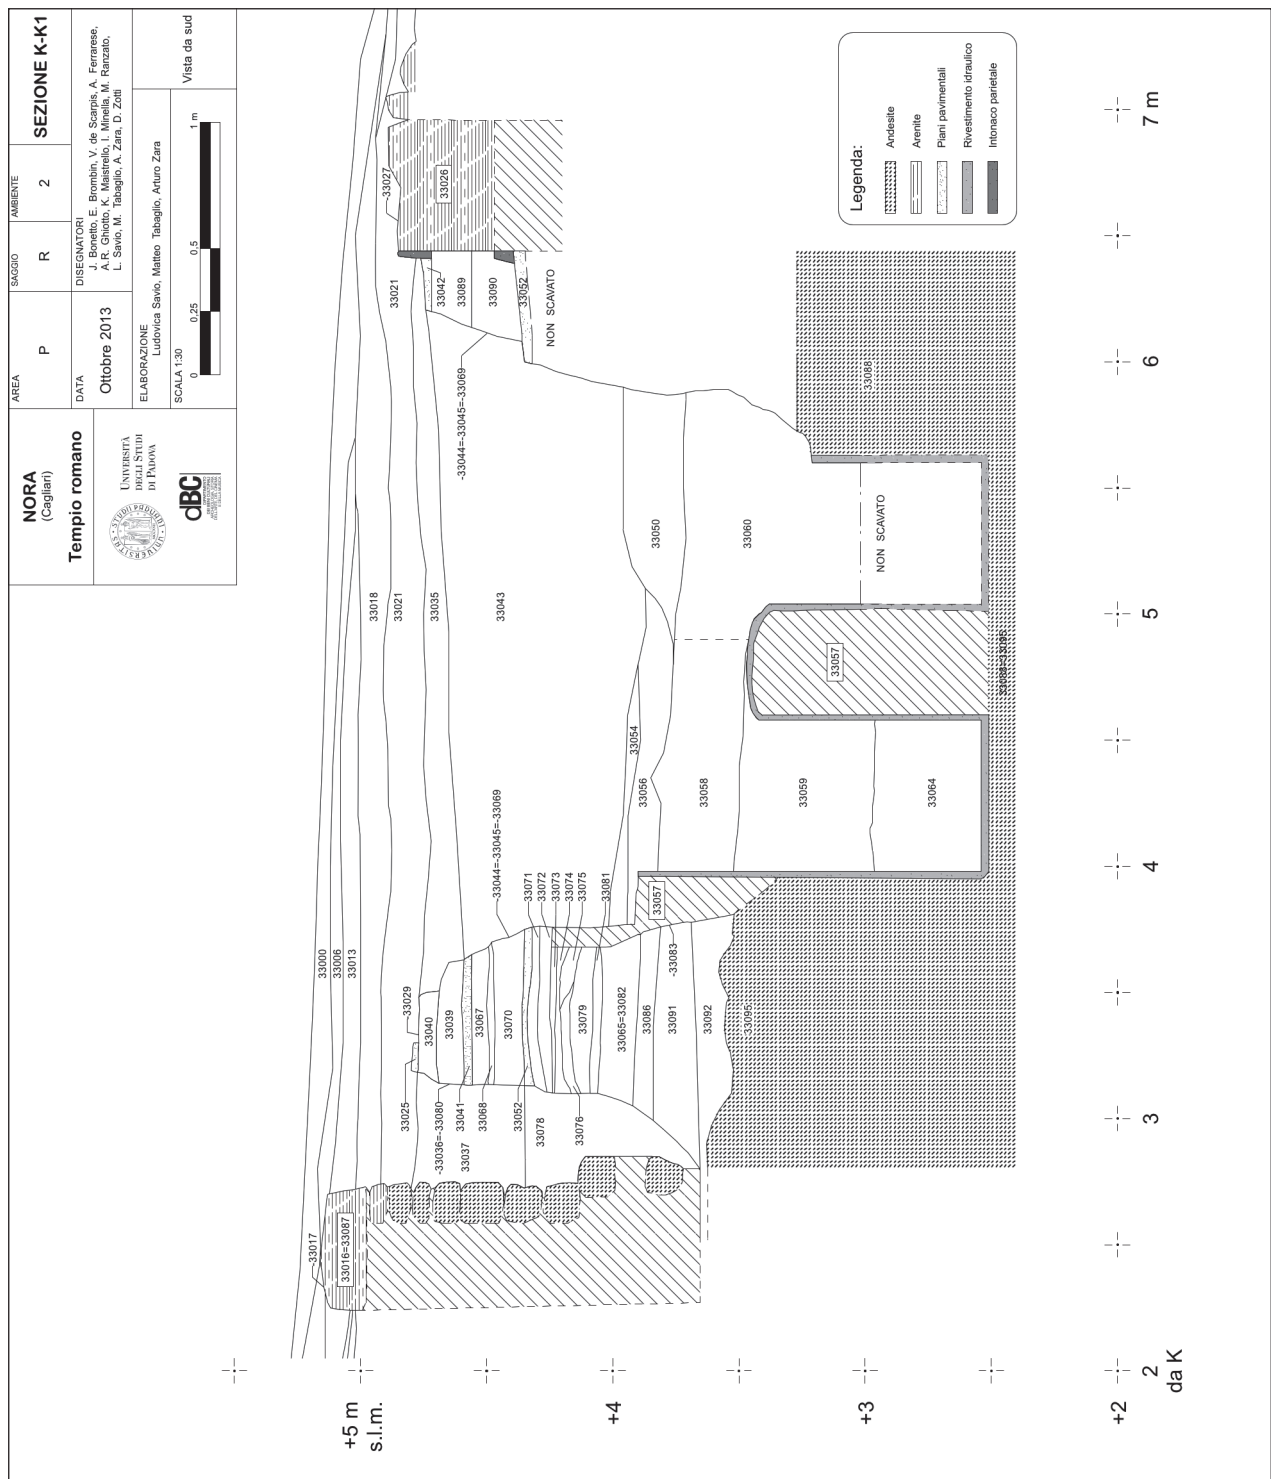 NORA
(Cagliari)
Tempio romano
UNIVERSITÀ
DEGLI STUDI
DI PADOVA
dBC
AREA
P
SAGGIO
R
AMBIENTE
2
SEZIONE K-K1
DATA
Ottobre 2013
DISEGNATORI
J. Bonetto, E. Brombin, V. de Scarpis, A. Ferrarese,
A.R. Ghiotto, K. Maistrello, I. Minella, M. Ranzato,
L. Savio, M. Tabaglio, A. Zara, D. Zotti
ELABORAZIONE
Ludovica Savio, Matteo Tabaglio, Arturo Zara
Vista da sud
SCALA 1:30
0
0,25
0,5
1 m
+5 m
s.l.m.
+4
+3
+2
-33017
33016=33087
33000
33006
33013
33018
33021
33021
33035
33043
-33027
33026
33042
33089
33090
33052
NON SCAVATO
-33044=-33045=-33069
-33044=-33045=-33069
-33029
33025
33040
33039
-33036=-33080
33041
33037
33067
33068
33070
33052
33071
33072
33073
33074
33075
33081
33078
33076
33079
33065=33082
33086
33091
-33083
33092
33095
33057
33054
33056
33058
33059
33064
33050
33060
33057
NON SCAVATO
33088
33088=33095
Legenda:
Andesite
Arenite
Piani pavimentali
Rivestimento idraulico
Intonaco parietale
2
da K
3
4
5
6
7 m